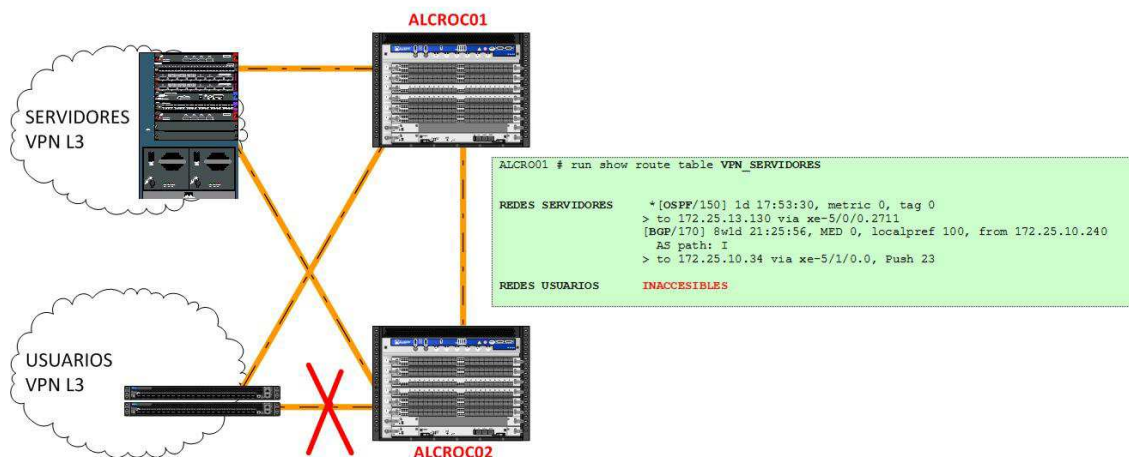 ALCROC01
SERVIDORES
VPN L3
ALCRO01 # run show route table VPN_SERVIDORES
REDES SERVIDORES *[OSPF/150] 1d 17:53:30, metric 0, tag 0
> to 172.25.13.130 via xe-5/0/0.2711
[BGP/170] 8w1d 21:25:56, MED 0, localpref 100, from 172.25.10.240
AS path: I
> to 172.25.10.34 via xe-5/1/0.0, Push 23
REDES USUARIOS INACCESIBLES
USUARIOS
VPN L3
ALCROC02